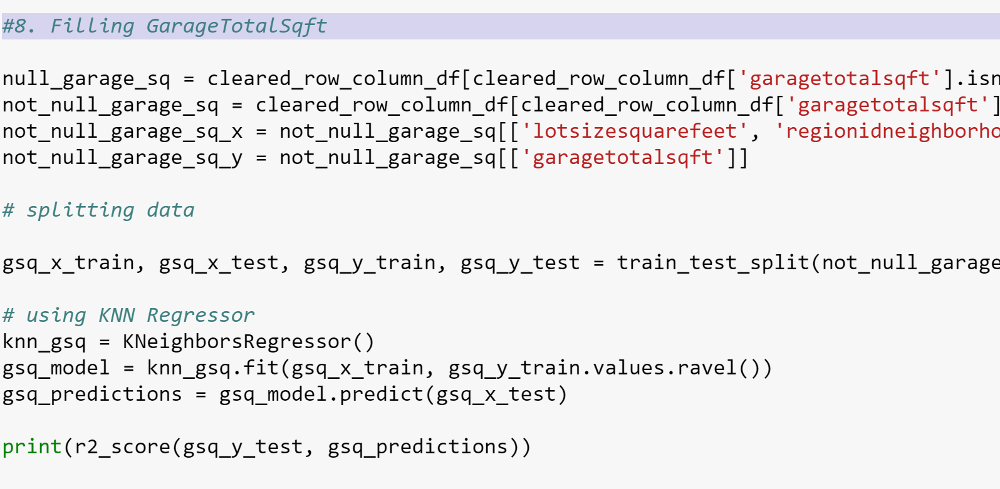 #8. Filling GarageTotalSqft
null_garage_sq = cleared_row_column_df[cleared_row_column_df['garagetotalsqft'].isn
not_null_garage_sq = cleared_row_column_df[cleared_row_column_df['garagetotalsqft']
not_null_garage_sq_x = not_null_garage_sq[['lotsizesquarefeet', 'regionidneighborho
not_null_garage_sq_y = not_null_garage_sq[['garagetotalsqft']]
# splitting data
gsq_x_train, gsq_x_test, gsq_y_train, gsq_y_test = train_test_split(not_null_garage
# using KNN Regressor
knn_gsq = KNeighborsRegressor()
gsq_model = knn_gsq.fit(gsq_x_train, gsq_y_train.values.ravel())
gsq_predictions = gsq_model.predict(gsq_x_test)
print(r2_score(gsq_y_test, gsq_predictions))